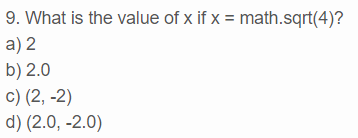 9. What is the value of x if x = math.sqrt(4)?
a) 2
b) 2.0
c) (2, -2)
d) (2.0, -2.0)